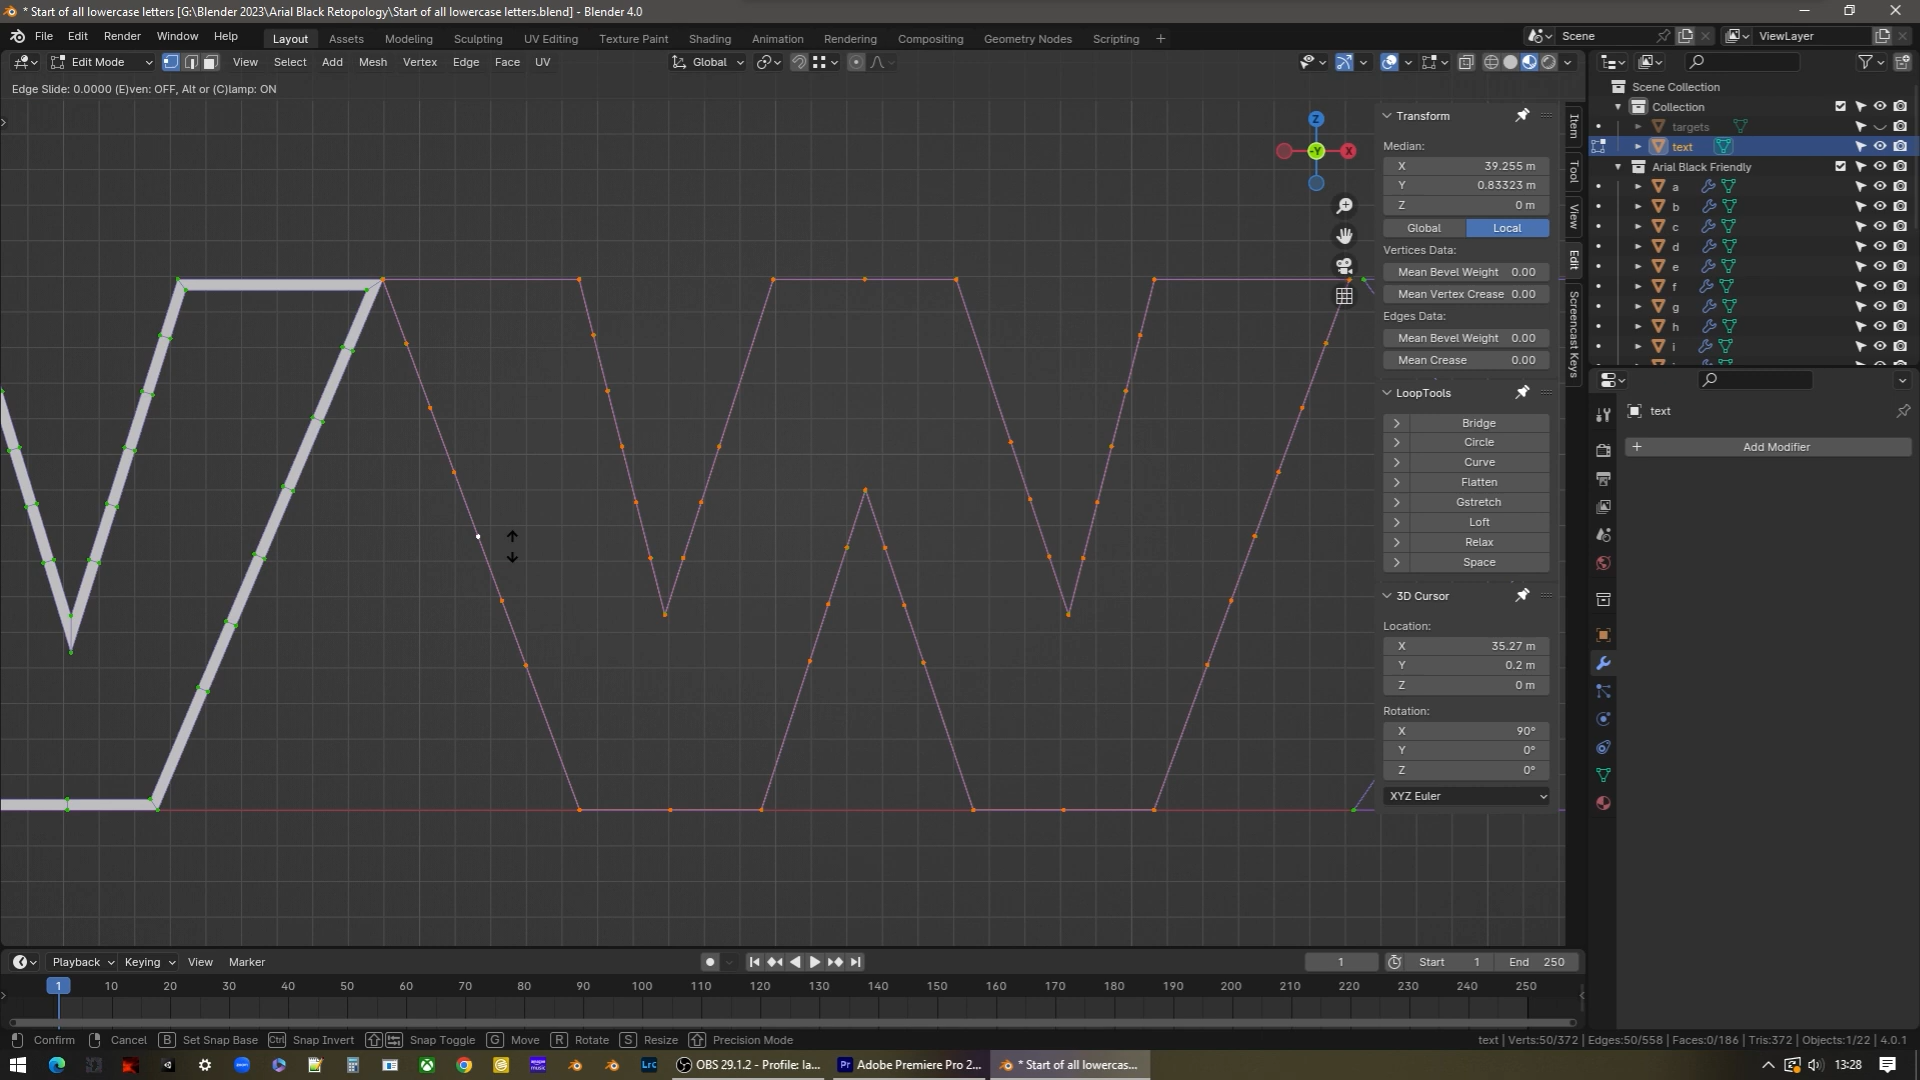 * Start of all lowercase letters [G:\Blender 2023\Arial Black Retopology\Start of all lowercase letters.blend] - Blender 4.0
File Edit Render Window Help
Layout Assets Modeling Sculpting UV Editing Texture Paint Shading Animation Rendering Compositing Geometry Nodes Scripting +
Scene
ViewLayer
Edit Mode View Select Add Mesh Vertex Edge Face UV
Global
Edge Slide: 0.0000 (E)ven: OFF, Alt or (C)lamp: ON
Z
-Y X
Transform
Median:
X 39.255 m
Y 0.83323 m
Z 0 m
Global Local
Vertices Data:
Mean Bevel Weight 0.00
Mean Vertex Crease 0.00
Edges Data:
Mean Bevel Weight 0.00
Mean Crease 0.00
LoopTools
Bridge
Circle
Curve
Flatten
Gstretch
Loft
Relax
Space
3D Cursor
Location:
X 35.27 m
Y 0.2 m
Z 0 m
Rotation:
X 90°
Y 0°
Z 0°
XYZ Euler
Item
Tool
View
Edit
Screencast Keys
Scene Collection
Collection
targets
text
Arial Black Friendly
a
b
c
d
e
f
g
h
i
text
+ Add Modifier
Playback Keying View Marker
1
Start 1 End 250
1 10 20 30 40 50 60 70 80 90 100 110 120 130 140 150 160 170 180 190 200 210 220 230 240 250
Confirm Cancel B Set Snap Base Ctrl Snap Invert Snap Toggle G Move R Rotate S Resize Precision Mode
text | Verts:50/372 | Edges:50/558 | Faces:0/186 | Tris:372 | Objects:1/22 | 4.0.1
zoom
music
Lrc
OBS 29.1.2 - Profile: la...
Pr Adobe Premiere Pro 2...
* Start of all lowercas...
13:28